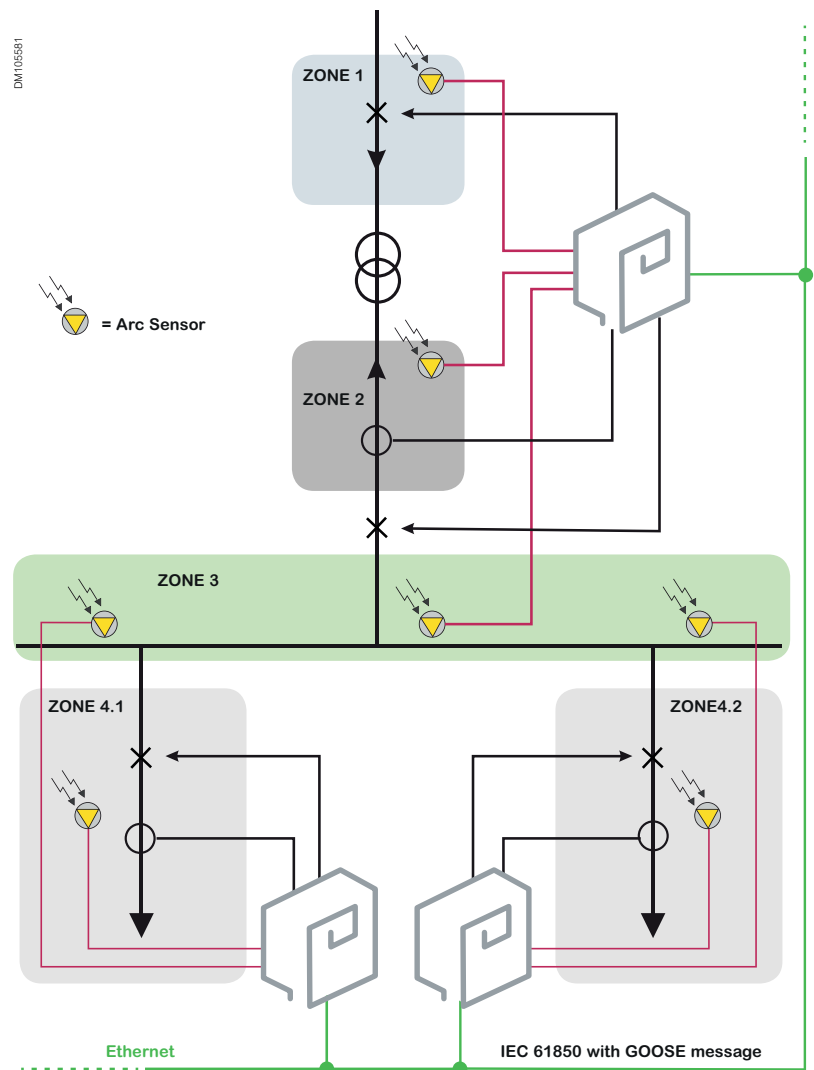 DM105581
ZONE 1
= Arc Sensor
ZONE 2
ZONE 3
ZONE 4.1
ZONE4.2
Ethernet
IEC 61850 with GOOSE message